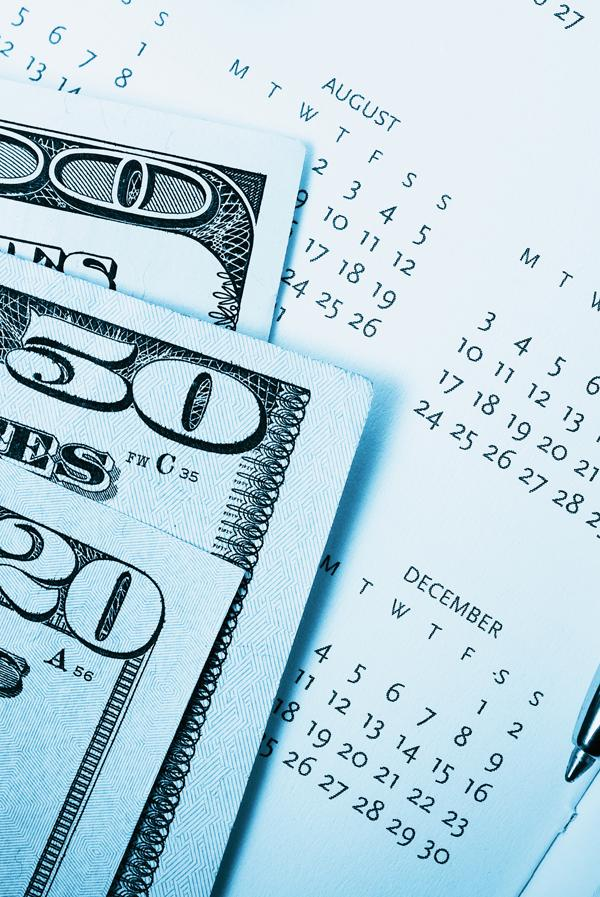 27
S
1
5 6 7 8
13 14
AUGUST
M T W T F S S
2 3 4 5
9 10 11 12
17 18 19
24 25 26
M T W
3 4 5 6
10 11 12 13
17 18 19 20 21
24 25 26 27 28
DECEMBER
M T W T F S S
1 2
4 5 6 7 8 9
11 12 13 14 15 16
18 19 20 21 22 23
26 27 28 29 30
00
ES
50
ES
FW C 35
20
A 56